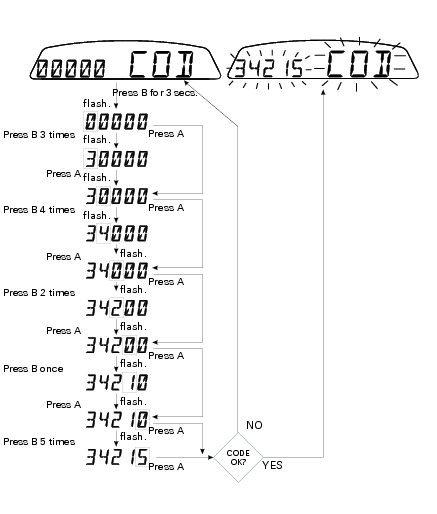 00000 COD
34215 COD
Press B for 3 secs.
flash.
00000
Press B 3 times
Press A
flash.
30000
Press A
flash.
30000
Press B 4 times
Press A
flash.
34000
Press A
flash.
34000
Press A
flash.
Press B 2 times
34200
Press A
flash.
34200
Press A
flash.
Press B once
34210
Press A
flash.
34210
Press A
flash.
Press B 5 times
34215
Press A
NO
CODE
OK?
YES